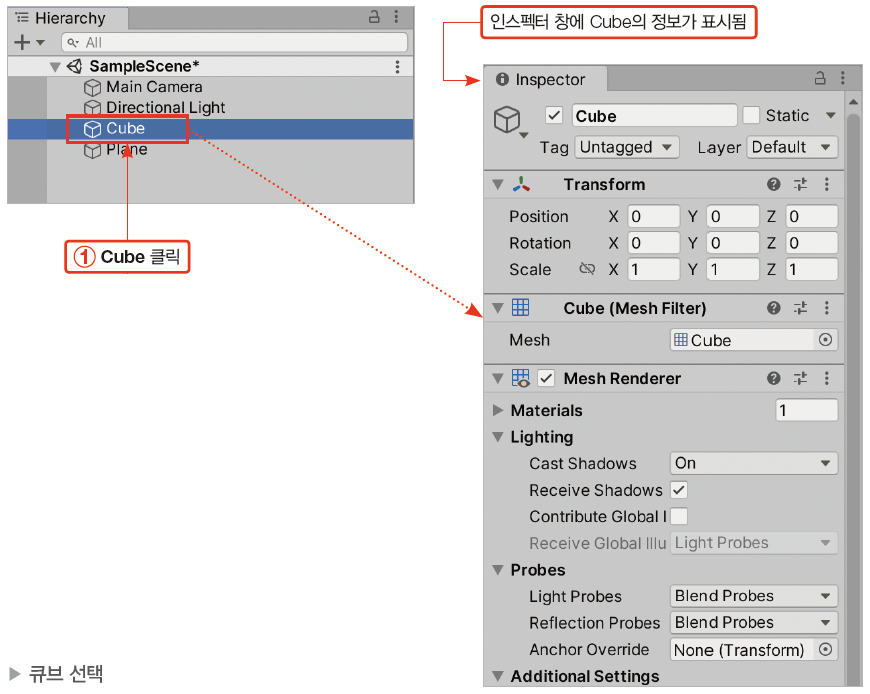 Hierarchy
All
SampleScene*
Main Camera
Directional Light
Cube
Plane
① Cube 클릭
인스펙터 창에 Cube의 정보가 표시됨
Inspector
Cube Static
Tag Untagged Layer Default
Transform
Position X 0 Y 0 Z 0
Rotation X 0 Y 0 Z 0
Scale X 1 Y 1 Z 1
Cube (Mesh Filter)
Mesh Cube
Mesh Renderer
Materials 1
Lighting
Cast Shadows On
Receive Shadows
Contribute Global I
Receive Global Illu Light Probes
Probes
Light Probes Blend Probes
Reflection Probes Blend Probes
Anchor Override None (Transform)
Additional Settings
▶ 큐브 선택